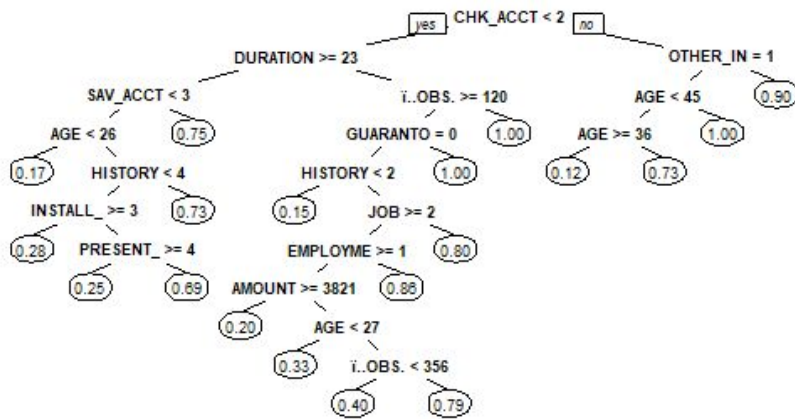 yes CHK_ACCT < 2 no
DURATION >= 23 OTHER_IN = 1
SAV_ACCT < 3 ï..OBS. >= 120 AGE < 45 0.90
AGE < 26 0.75 GUARANTO = 0 1.00 AGE >= 36 1.00
0.17 HISTORY < 4 HISTORY < 2 1.00 0.12 0.73
INSTALL_ >= 3 0.73 0.15 JOB >= 2
0.28 PRESENT_ >= 4 EMPLOYME >= 1 0.80
0.25 0.69 AMOUNT >= 3821 0.86
0.20 AGE < 27
0.33 ï..OBS. < 356
0.40 0.79